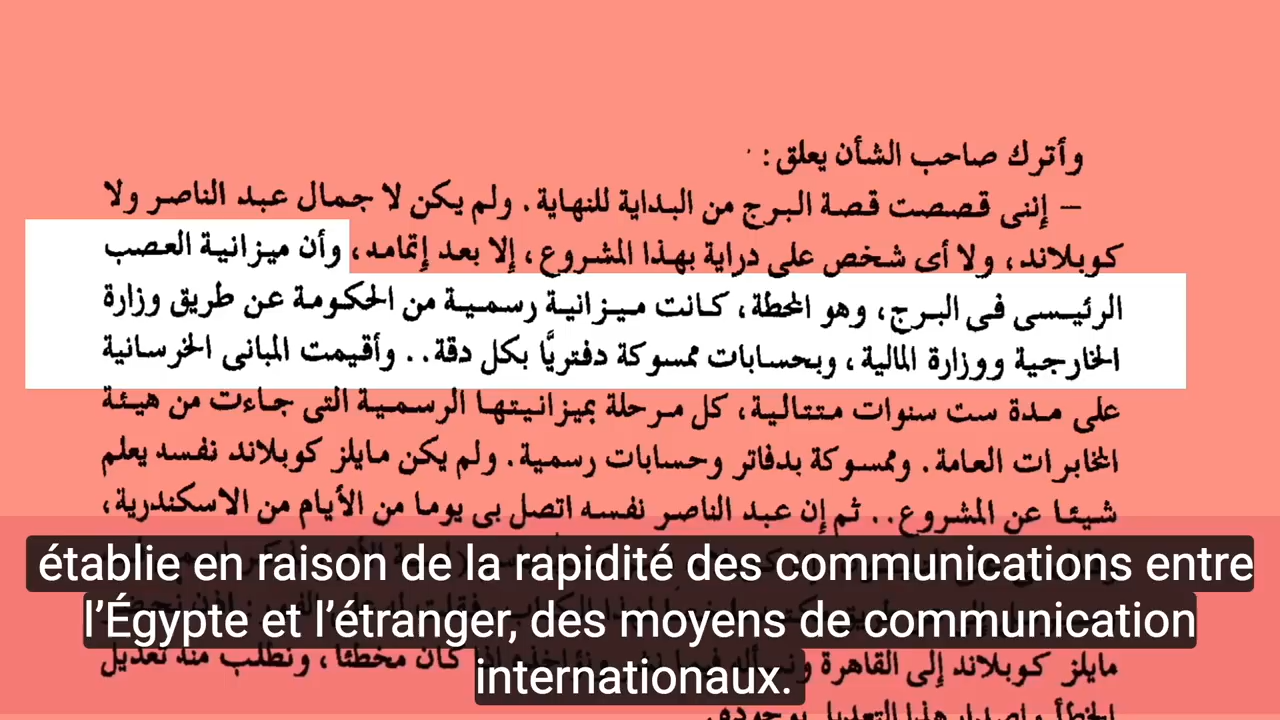 وأترك صاحب الشأن يعلق :
– إننى قصصت قصة البرج من البداية للنهاية . ولم يكن لا جمال عبد الناصر ولا
كوبلاند ، ولا أى شخص على دراية بهذا المشروع ، إلا بعد إتمامه ، وأن ميزانية العصب
الرئيسى فى البرج ، وهو المحطة ، كانت ميزانية رسمية من الحكومة عن طريق وزارة
الخارجية ووزارة المالية ، وبحسابات ممسوكة دفتريًّا بكل دقة . . وأقيمت المبانى الخرسانية
على مدة ست سنوات متتالية ، كل مرحلة بميزانيتها الرسمية التى جاءت من هيئة
المخابرات العامة . وممسوكة بدفاتر وحسابات رسمية . ولم يكن مايلز كوبلاند نفسه يعلم
شيئا عن المشروع . . ثم إن عبد الناصر نفسه اتصل بى يوما من الأيام من الاسكندرية ،
établie en raison de la rapidité des communications entre
l’Égypte et l’étranger, des moyens de communication
internationaux.
مايلز كوبلاند إلى القاهرة كان مخطئا ، ونطلب منه تعديل